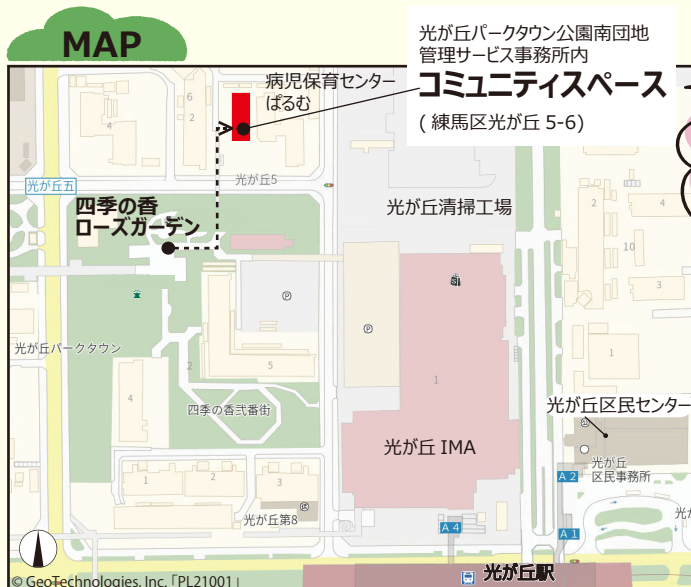 MAP
光が丘パークタウン公園南団地
管理サービス事務所内
コミュニティスペース
( 練馬区光が丘 5-6)
病児保育センター
ぱるむ
6
2
4
光が丘5
光が丘五
四季の香
ローズガーデン
光が丘清掃工場
2
4
10
3
P
P
光が丘パークタウン
2
5
4
1
1
四季の香弐番街
光が丘 IMA
光が丘区民センター
光が丘
区民事務所
1
2
3
光が丘第8
A 2
A 4
A 1
光が
光が丘駅
© GeoTechnologies, Inc. 「PL21001」